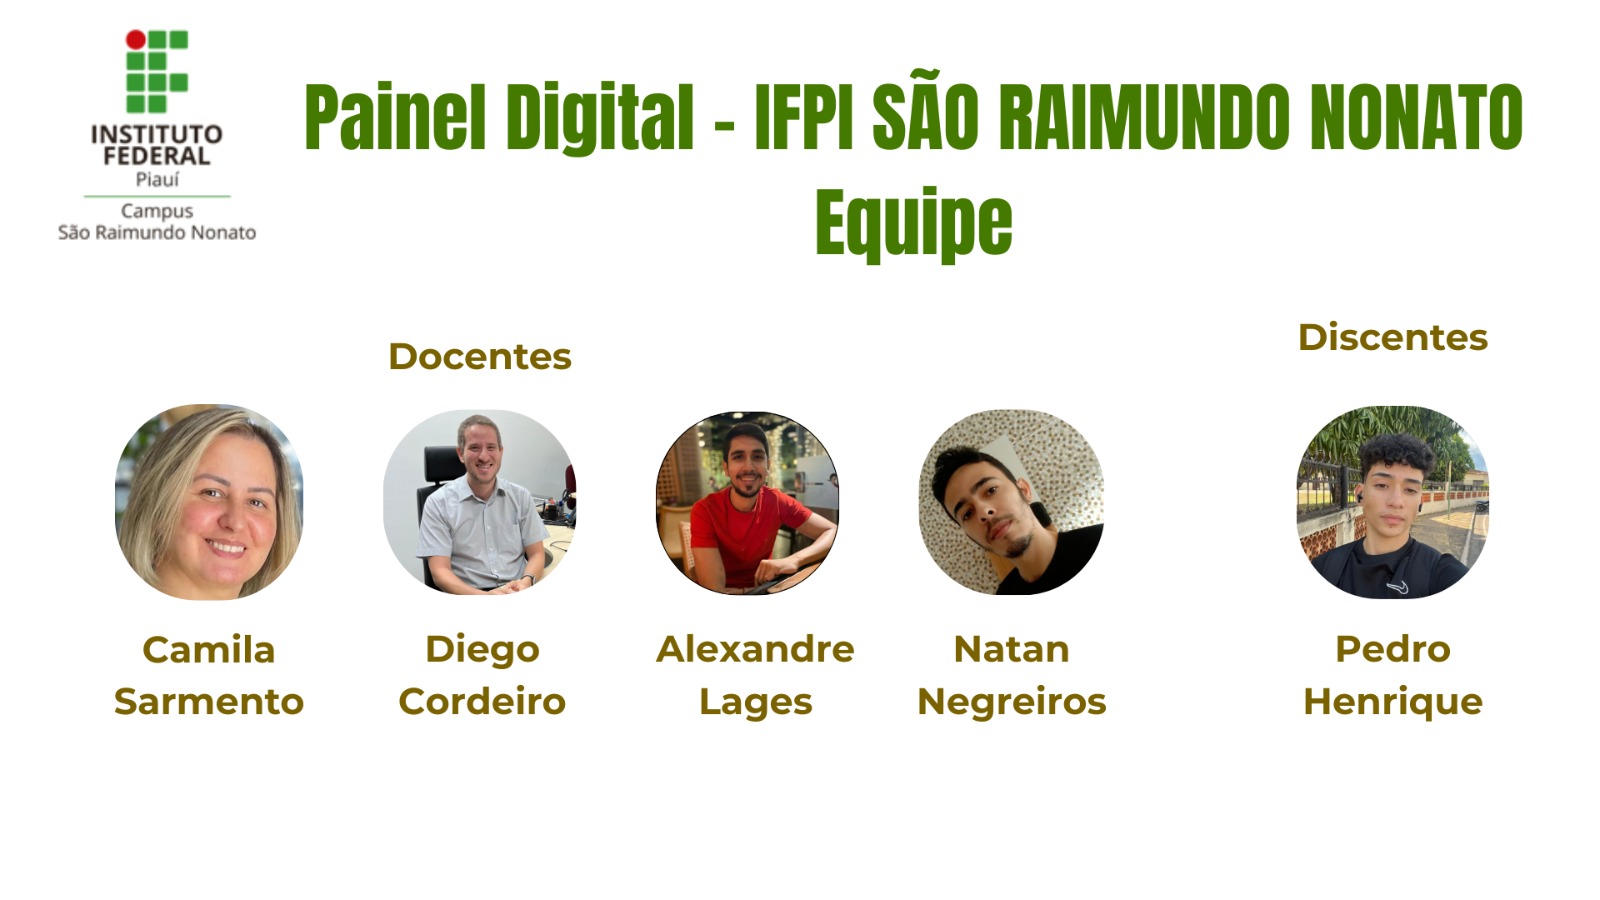 INSTITUTO
FEDERAL
Piauí
Campus
São Raimundo Nonato
Painel Digital - IFPI SÃO RAIMUNDO NONATO
Equipe
Docentes
Discentes
Camila
Sarmento
Diego
Cordeiro
Alexandre
Lages
Natan
Negreiros
Pedro
Henrique